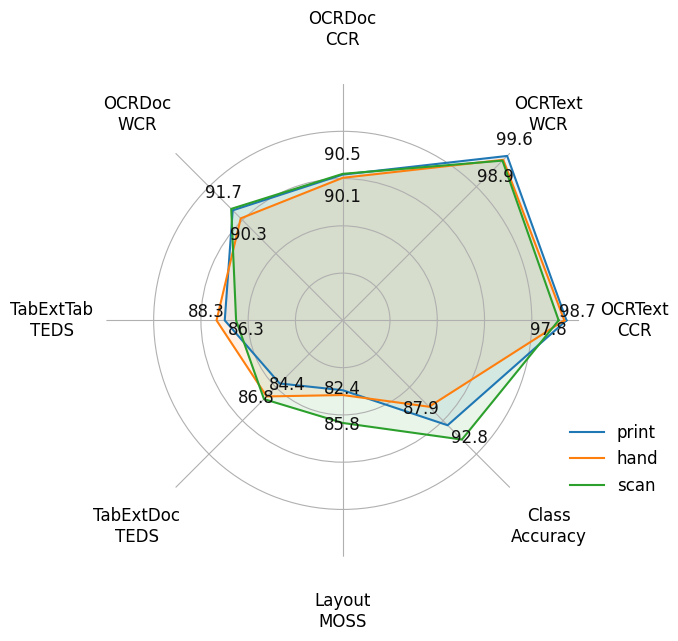 OCRDoc
CCR
OCRDoc
WCR
OCRText
WCR
99.6
90.5
98.9
91.7
90.1
90.3
TabExtTab
TEDS
88.3
86.3
98.7
97.8
OCRText
CCR
84.4
82.4
86.8
85.8
87.9
92.8
print
hand
scan
TabExtDoc
TEDS
Class
Accuracy
Layout
MOSS